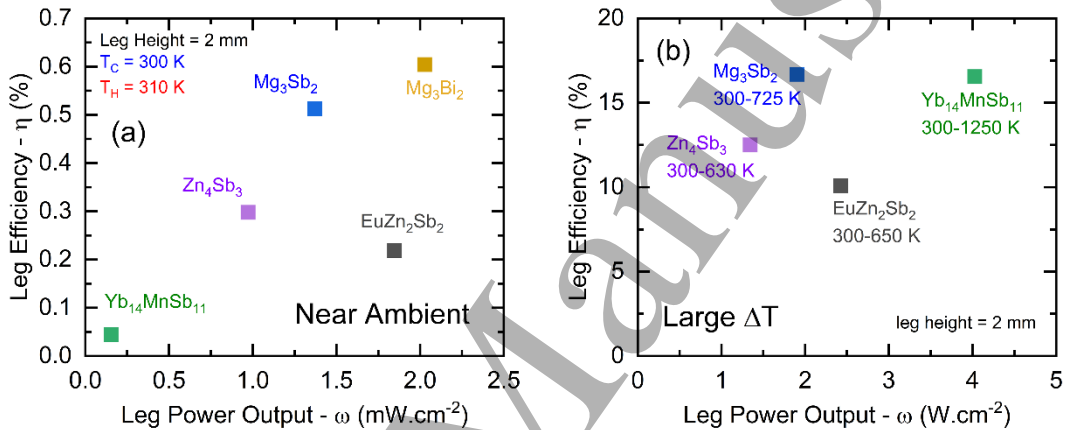 Leg Height = 2 mm
T_C = 300 K
T_H = 310 K
(a)
Mg₃Sb₂
Mg₃Bi₂
Zn₄Sb₃
EuZn₂Sb₂
Yb₁₄MnSb₁₁
Near Ambient
0.7
0.6
0.5
0.4
0.3
0.2
0.1
0.0
Leg Efficiency - η (%)
0.0 0.5 1.0 1.5 2.0 2.5
Leg Power Output - ω (mW.cm⁻²)
(b)
Mg₃Sb₂
300-725 K
Yb₁₄MnSb₁₁
300-1250 K
Zn₄Sb₃
300-630 K
EuZn₂Sb₂
300-650 K
Large ΔT
leg height = 2 mm
20
15
10
5
0
Leg Efficiency - η (%)
0 1 2 3 4 5
Leg Power Output - ω (W.cm⁻²)
Manus